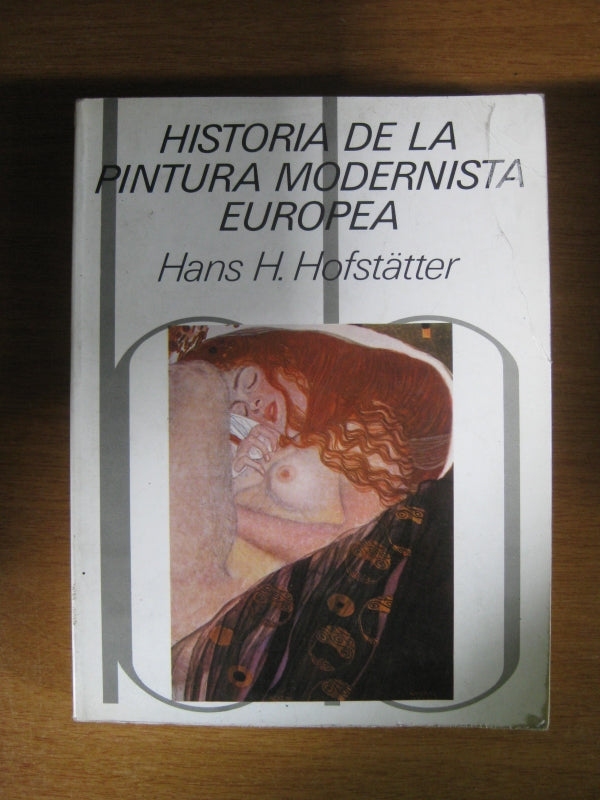 HISTORIA DE LA
PINTURA MODERNISTA
EUROPEA
Hans H. Hofstätter